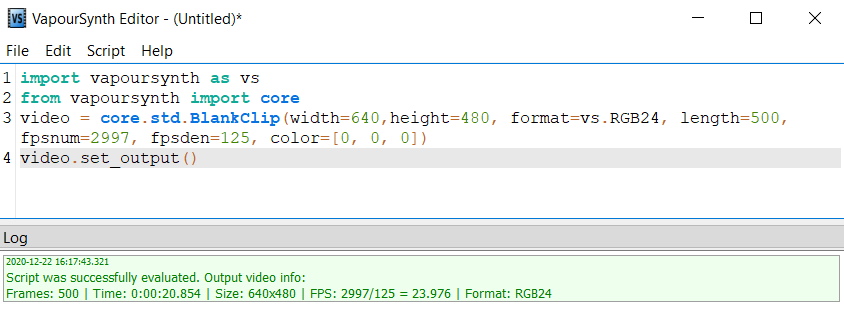 VapourSynth Editor - (Untitled)*
File Edit Script Help
1 import vapoursynth as vs
2 from vapoursynth import core
3 video = core.std.BlankClip(width=640,height=480, format=vs.RGB24, length=500,
fpsnum=2997, fpsden=125, color=[0, 0, 0])
4 video.set_output()
Log
2020-12-22 16:17:43.321
Script was successfully evaluated. Output video info:
Frames: 500 | Time: 0:00:20.854 | Size: 640x480 | FPS: 2997/125 = 23.976 | Format: RGB24